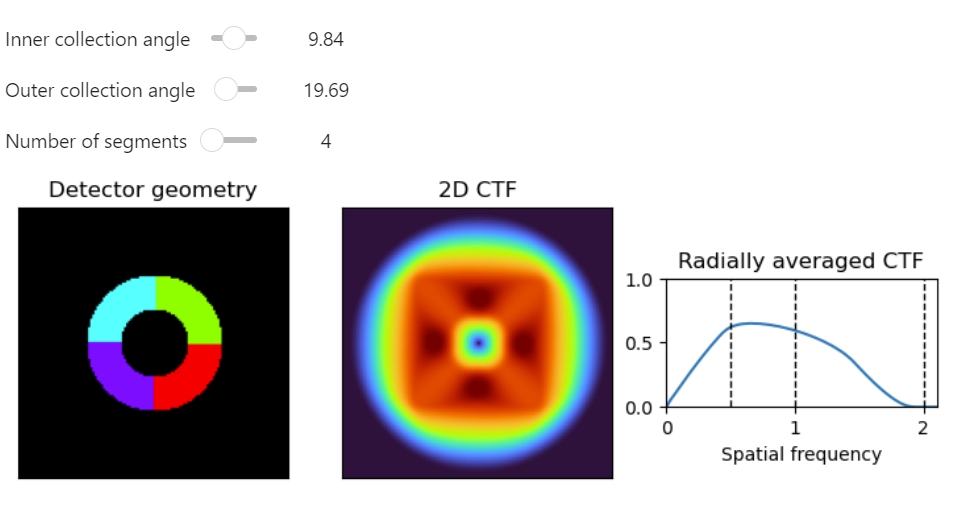 Inner collection angle 9.84
Outer collection angle 19.69
Number of segments 4
Detector geometry
2D CTF
Radially averaged CTF
1.0
0.5
0.0
0 1 2
Spatial frequency